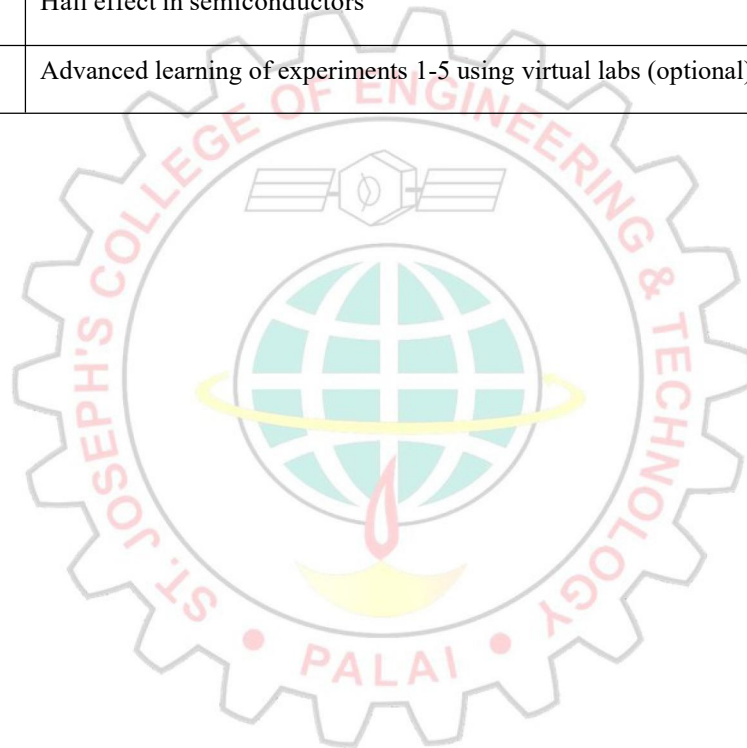 Hall effect in semiconductors
Advanced learning of experiments 1-5 using virtual labs (optional)
ST. JOSEPH'S COLLEGE OF ENGINEERING & TECHNOLOGY
• PALAI •